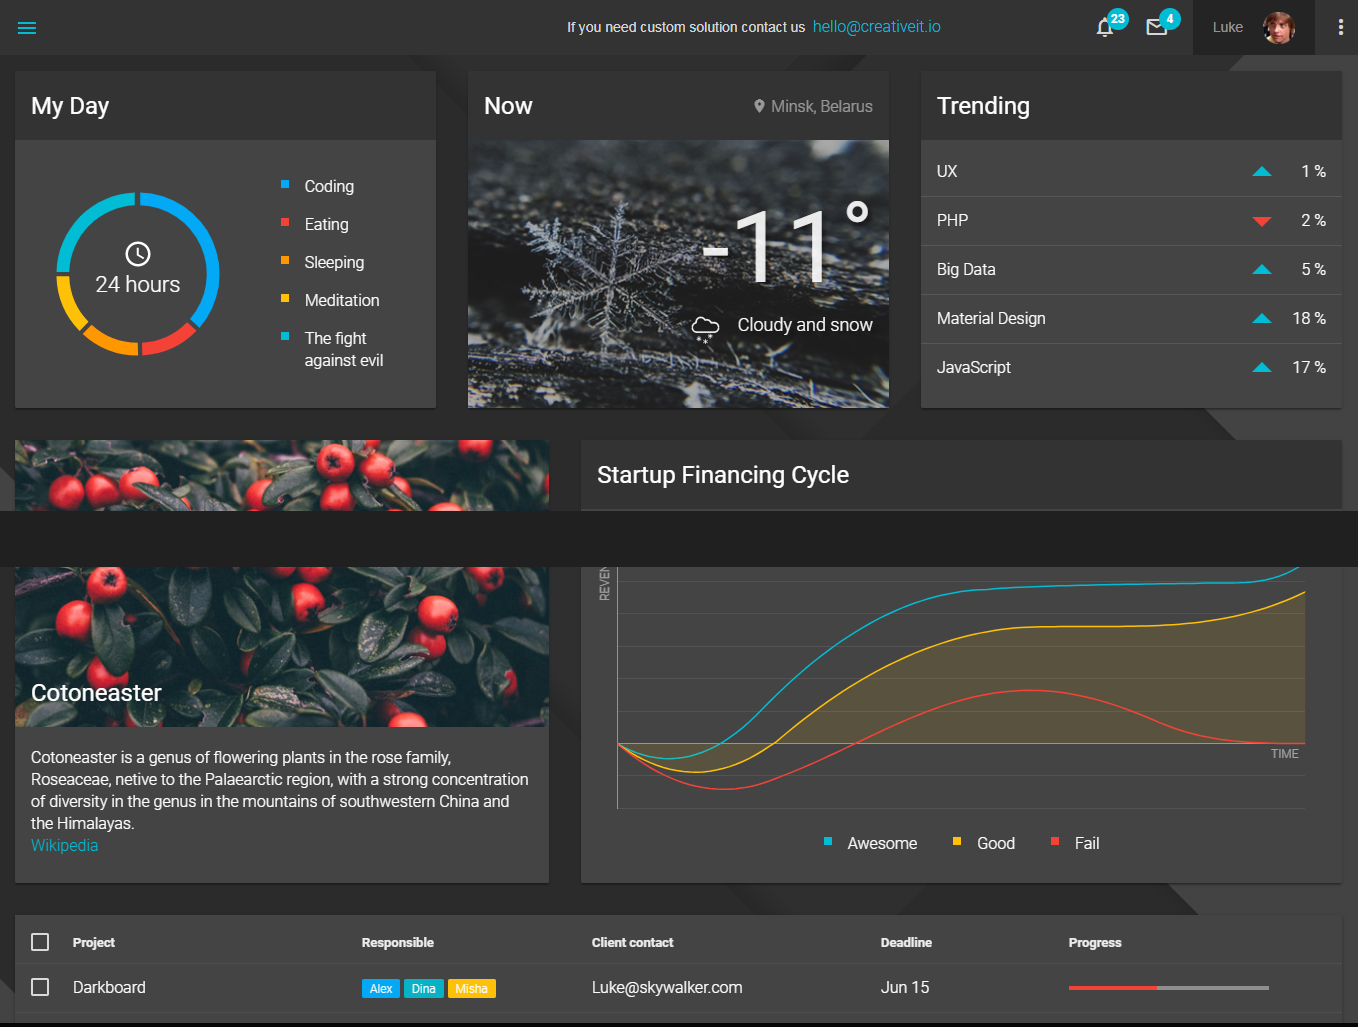 If you need custom solution contact us hello@creativeit.io
23
4
Luke
My Day
24 hours
Coding
Eating
Sleeping
Meditation
The fight
against evil
Now
Minsk, Belarus
-11°
Cloudy and snow
Trending
UX 1 %
PHP 2 %
Big Data 5 %
Material Design 18 %
JavaScript 17 %
Cotoneaster
Cotoneaster is a genus of flowering plants in the rose family,
Roseaceae, netive to the Palaearctic region, with a strong concentration
of diversity in the genus in the mountains of southwestern China and
the Himalayas.
Wikipedia
Startup Financing Cycle
REVEN
TIME
Awesome Good Fail
Project Responsible Client contact Deadline Progress
Darkboard Alex Dina Misha Luke@skywalker.com Jun 15